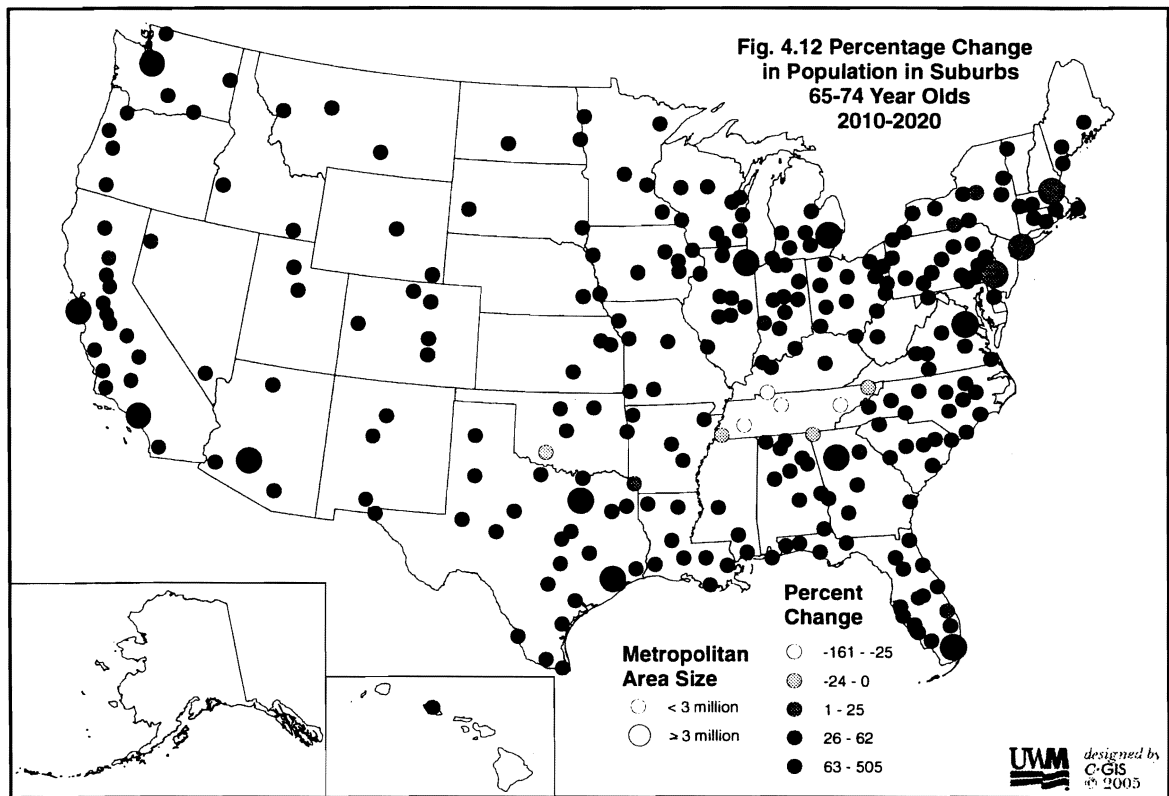 Fig. 4.12 Percentage Change
in Population in Suburbs
65-74 Year Olds
2010-2020
Metropolitan
Area Size
< 3 million
≥ 3 million
Percent
Change
-161 - -25
-24 - 0
1 - 25
26 - 62
63 - 505
UWM
designed by
C·GIS
© 2005